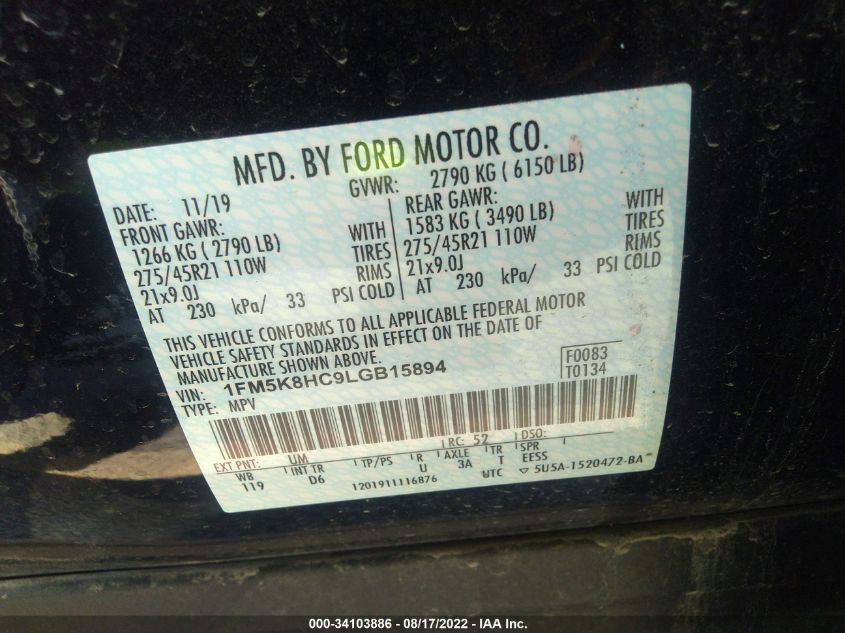 MFD. BY FORD MOTOR CO.
DATE: 11/19 GVWR: 2790 KG ( 6150 LB)
FRONT GAWR: REAR GAWR:
1266 KG ( 2790 LB) WITH 1583 KG ( 3490 LB) WITH
275/45R21 110W TIRES 275/45R21 110W TIRES
21x9.0J RIMS 21x9.0J RIMS
AT 230 kPa/ 33 PSI COLD AT 230 kPa/ 33 PSI COLD
THIS VEHICLE CONFORMS TO ALL APPLICABLE FEDERAL MOTOR
VEHICLE SAFETY STANDARDS IN EFFECT ON THE DATE OF
MANUFACTURE SHOWN ABOVE.
VIN: 1FM5K8HC9LGB15894 F0083
TYPE: MPV T0134
EXT PNT: UM RC: 52 DSO:
WB INT TR TP/PS R AXLE TR SPR
119 D6 U 3A T EESS
1201911116876 WTC 5U5A-1520472-BA
000-34103886 - 08/17/2022 - IAA Inc.